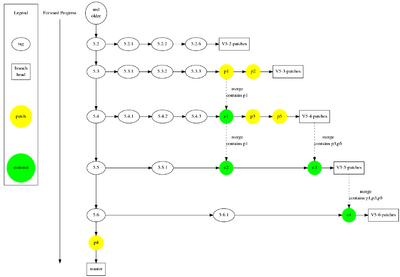 Legend
Forward Progress
and
older
tag
branch
head
patch
commit
5.2
5.2.1
5.2.2
5.2.6
V5-2-patches
5.3
5.3.1
5.3.2
5.3.3
p1
p2
V5-3-patches
merge
contains p1
5.4
5.4.1
5.4.2
5.4.3
c1
p3
p5
V5-4-patches
merge
contains p1
merge
contains p3,p5
5.5
5.5.1
c2
c3
V5-5-patches
merge
contains p1,p3,p5
5.6
5.6.1
c4
V5-6-patches
p4
master